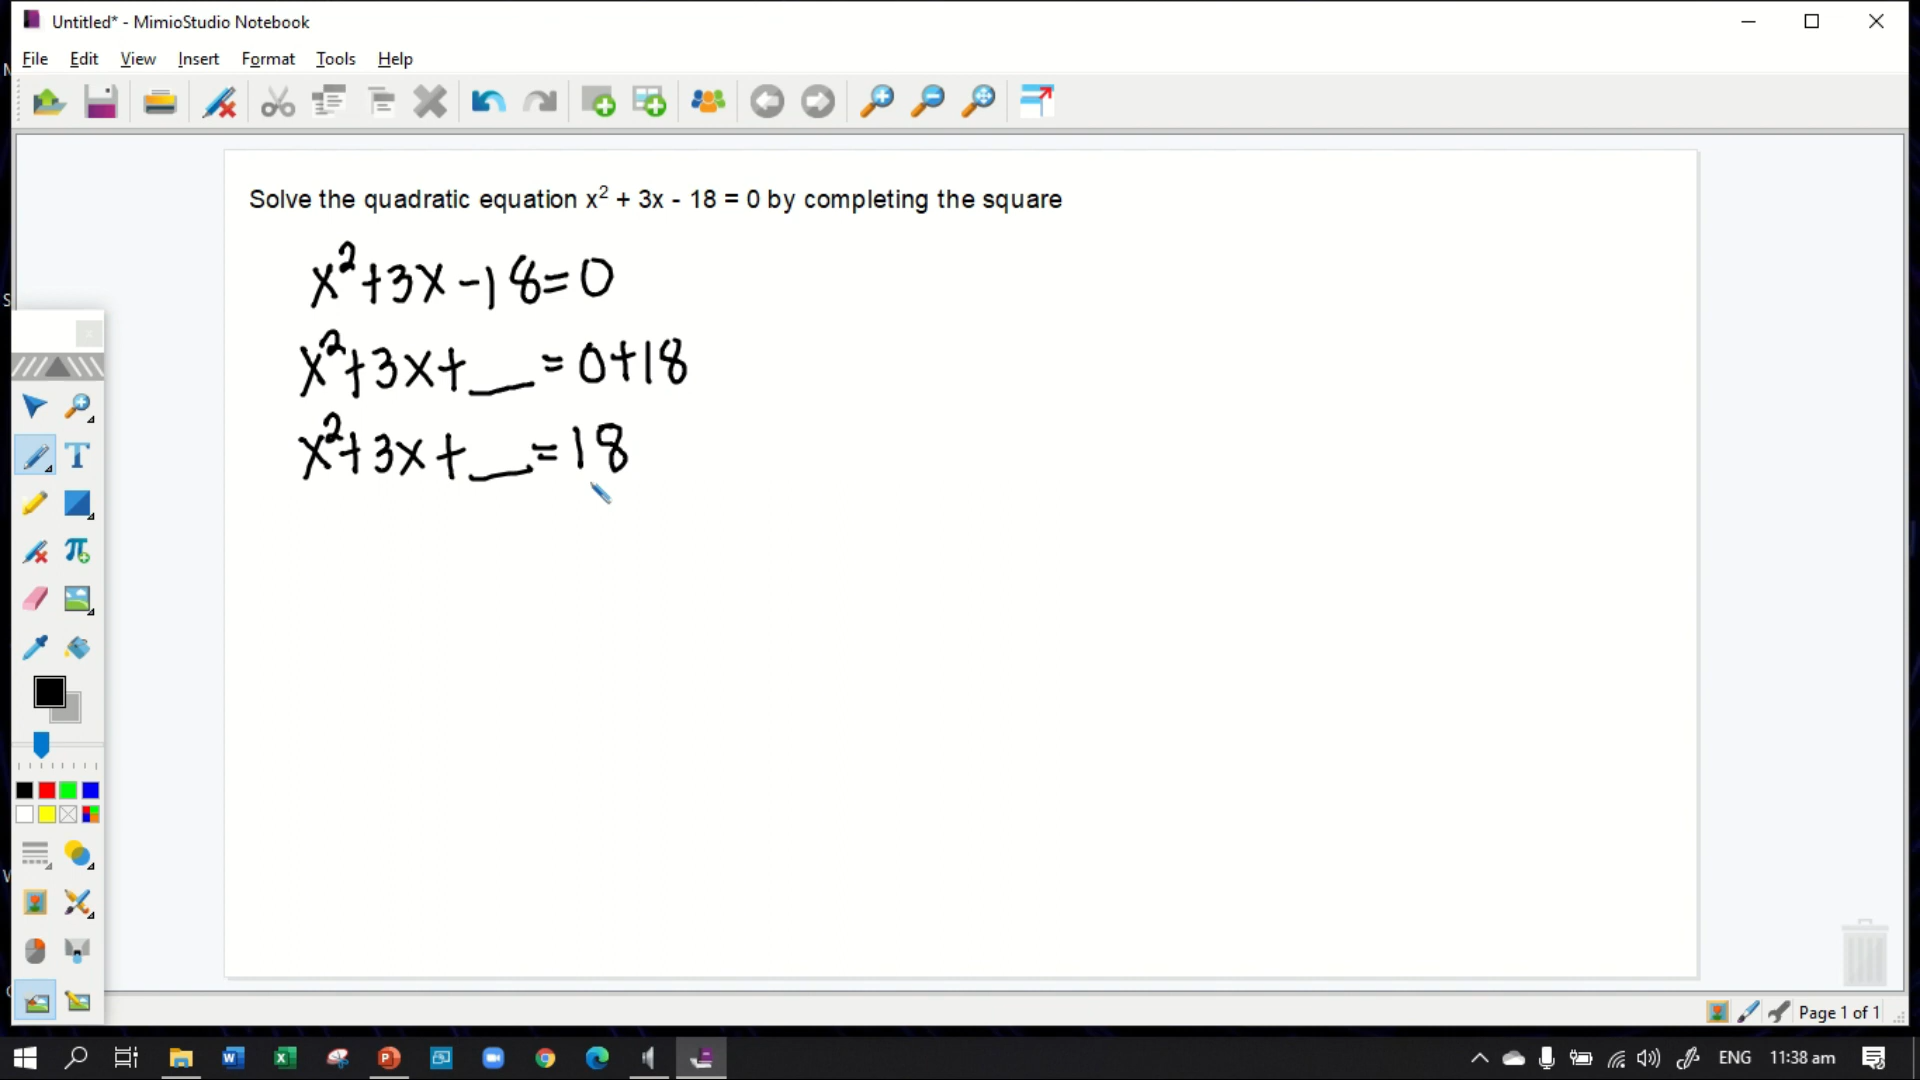 Untitled* - MimioStudio Notebook
File Edit View Insert Format Tools Help
Solve the quadratic equation x² + 3x - 18 = 0 by completing the square
x²+3x-18=0
x²+3x+__ = 0+18
x²+3x+__=18
Page 1 of 1
ENG 11:38 am